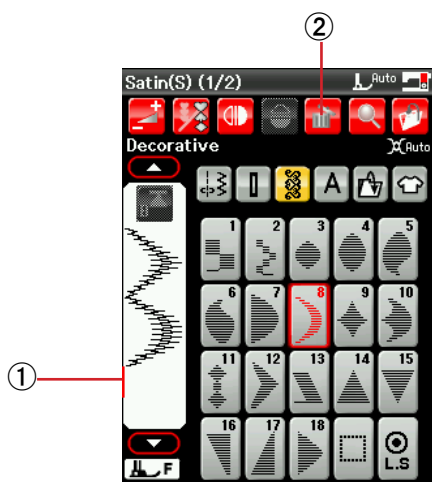 ②
Satin(S) (1/2) Auto
Decorative Auto
A
1 2 3 4 5
6 7 8 9 10
①
11 12 13 14 15
16 17 18
L.S
F